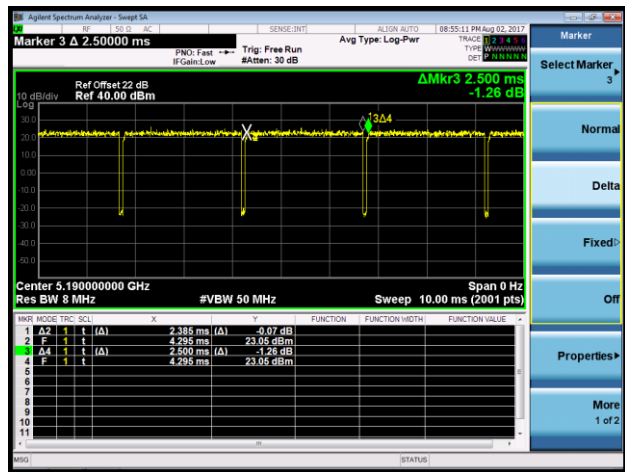 Agilent Spectrum Analyzer - Swept SA
RF 50 Ω AC SENSE:INT ALIGN AUTO 08:55:11 PM Aug 02, 2017
Marker 3 Δ 2.50000 ms
PNO: Fast
IFGain:Low
Trig: Free Run
#Atten: 30 dB
Avg Type: Log-Pwr
TRACE 1 2 3 4 5 6
TYPE WWWWWW
DET P N N N N N
Marker
Select Marker
3
Normal
Delta
Fixed
Off
Properties
More
1 of 2
Ref Offset 22 dB
Ref 40.00 dBm
10 dB/div
Log
ΔMkr3 2.500 ms
-1.26 dB
30.0
20.0
10.0
0.00
-10.0
-20.0
-30.0
-40.0
-50.0
3Δ4
Center 5.190000000 GHz
Span 0 Hz
Res BW 8 MHz
#VBW 50 MHz
Sweep 10.00 ms (2001 pts)
MKR MODE TRC SCL X Y FUNCTION FUNCTION WIDTH FUNCTION VALUE
1 Δ2 1 t (Δ) 2.385 ms (Δ) -0.07 dB
2 F 1 t 4.295 ms 23.05 dBm
3 Δ4 1 t (Δ) 2.500 ms (Δ) -1.26 dB
4 F 1 t 4.295 ms 23.05 dBm
5
6
7
8
9
10
11
MSG
STATUS